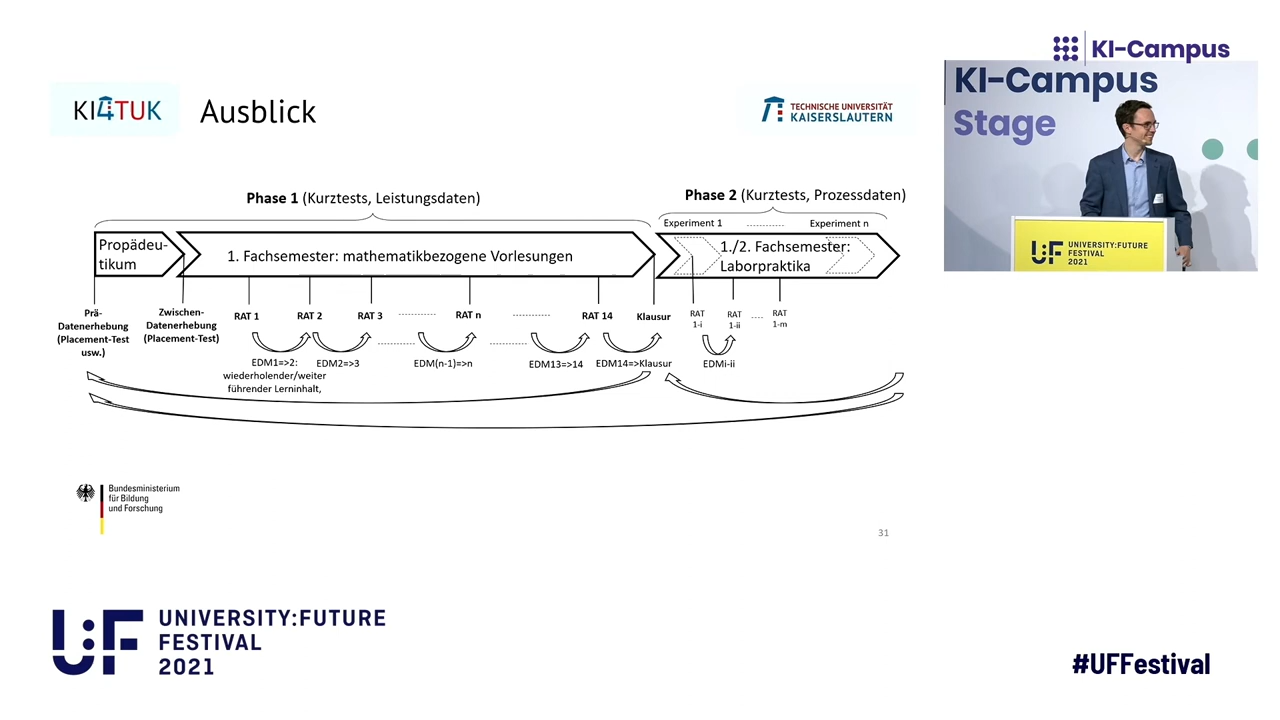 KI-Campus
KI-Campus
Stage
KI4TUK
Ausblick
TECHNISCHE UNIVERSITÄT
KAISERSLAUTERN
Phase 1 (Kurztests, Leistungsdaten)
Phase 2 (Kurztests, Prozessdaten)
Experiment 1
Experiment n
Propädeu-
tikum
1. Fachsemester: mathematikbezogene Vorlesungen
1./2. Fachsemester:
Laborpraktika
Prä-
Datenerhebung
(Placement-Test
usw.)
Zwischen-
Datenerhebung
(Placement-Test)
RAT 1
RAT 2
RAT 3
RAT n
RAT 14
Klausur
RAT
1-i
RAT
1-ii
RAT
1-m
EDM1=>2:
wiederholender/weiter
führender Lerninhalt,
EDM2=>3
EDM(n-1)=>n
EDM13=>14
EDM14=>Klausur
EDMi-ii
U:F
UNIVERSITY:FUTURE
FESTIVAL
2021
Bundesministerium
für Bildung
und Forschung
31
U:F
UNIVERSITY:FUTURE
FESTIVAL
2021
#UFFestival